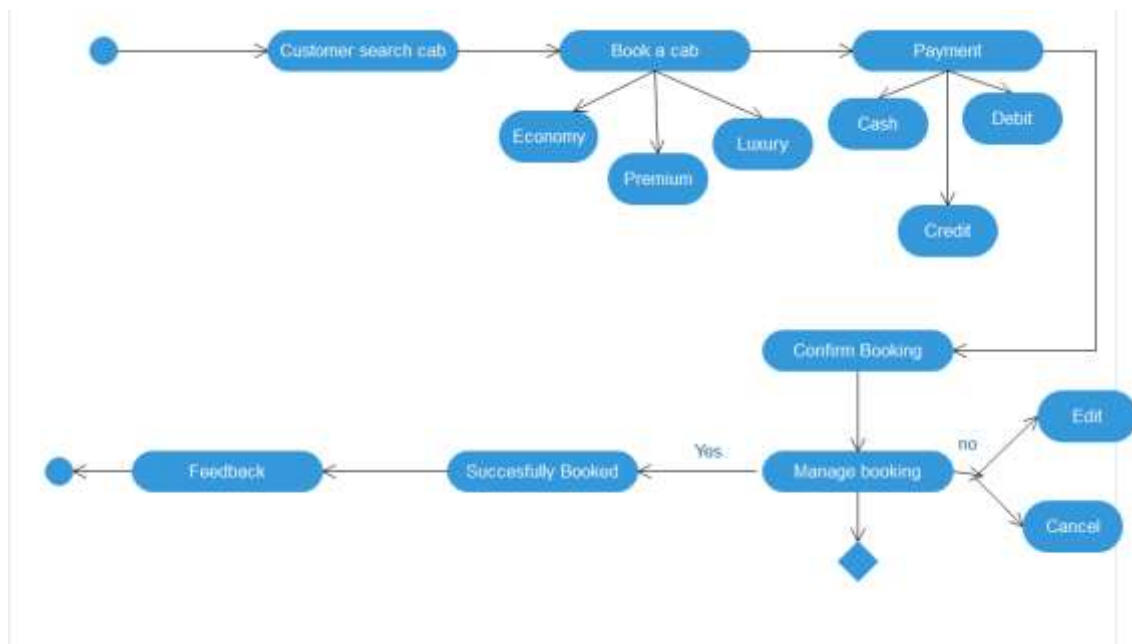 Customer search cab
Book a cab
Payment
Economy
Premium
Luxury
Cash
Debit
Credit
Confirm Booking
Edit
no
Yes
Manage booking
Succesfully Booked
Feedback
Cancel